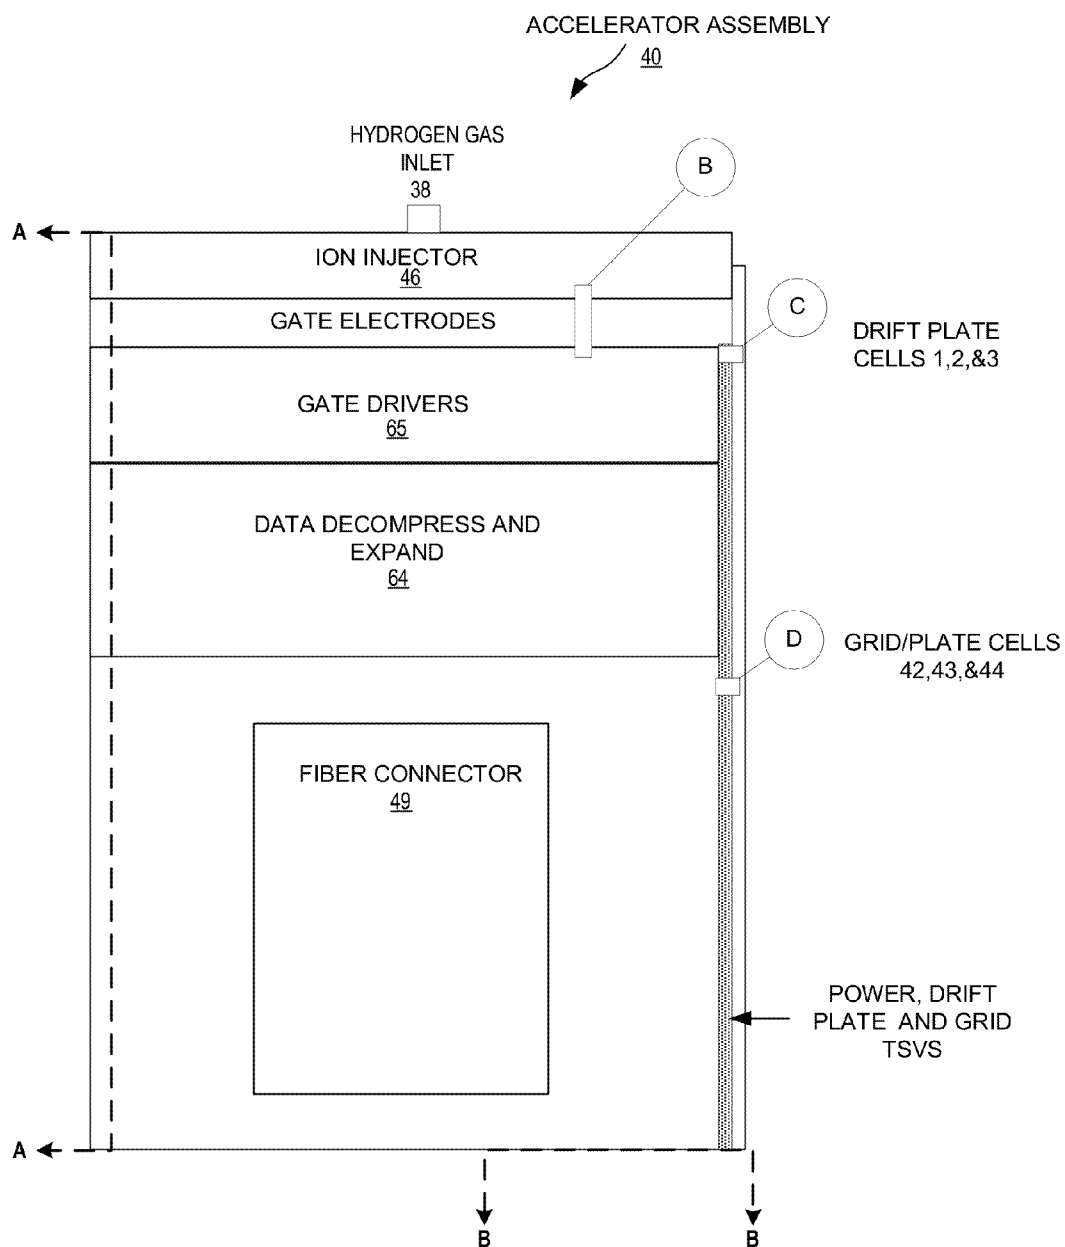 ACCELERATOR ASSEMBLY
40
HYDROGEN GAS
INLET
38
B
A
ION INJECTOR
46
C
GATE ELECTRODES
DRIFT PLATE
CELLS 1,2,&3
GATE DRIVERS
65
DATA DECOMPRESS AND
EXPAND
64
D
GRID/PLATE CELLS
42,43,&44
FIBER CONNECTOR
49
POWER, DRIFT
PLATE AND GRID
TSVS
A
B
B